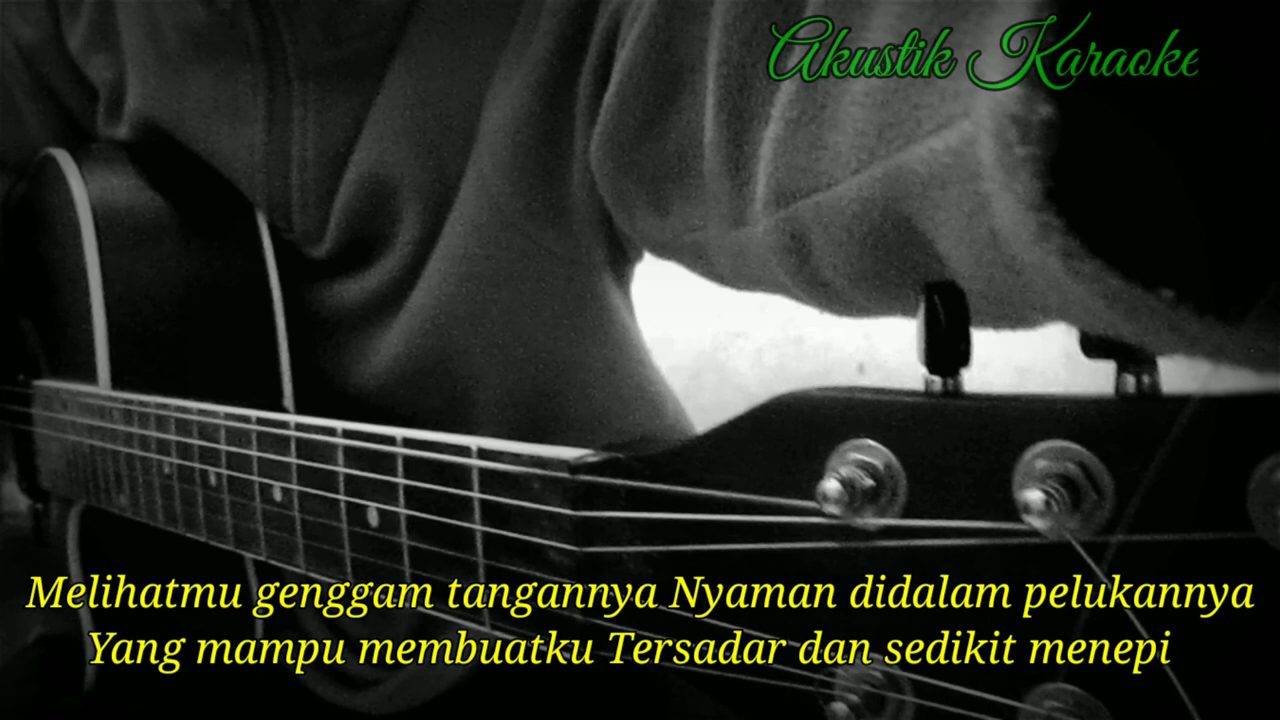 Akustik Karaoke
Melihatmu genggam tangannya Nyaman didalam pelukannya
Yang mampu membuatku Tersadar dan sedikit menepi